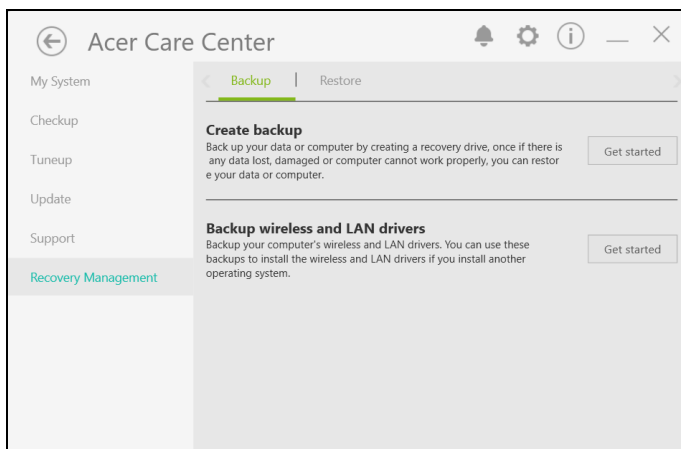 Acer Care Center
My System
Checkup
Tuneup
Update
Support
Recovery Management
Backup | Restore
Create backup
Back up your data or computer by creating a recovery drive, once if there is
any data lost, damaged or computer cannot work properly, you can restor
e your data or computer.
Get started
Backup wireless and LAN drivers
Backup your computer's wireless and LAN drivers. You can use these
backups to install the wireless and LAN drivers if you install another
operating system.
Get started